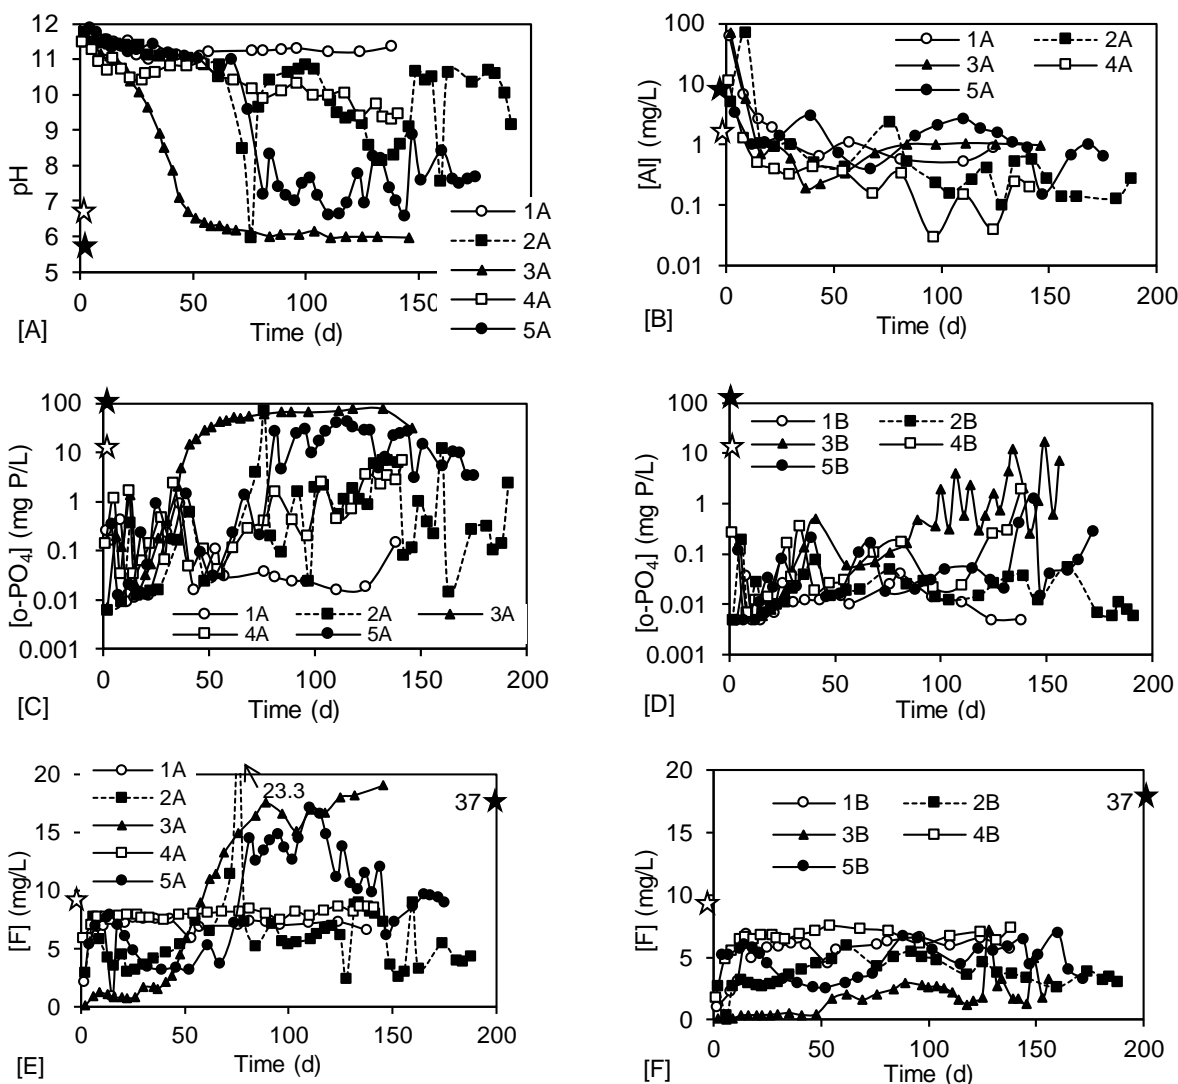 12
11
10
9
8
7
6
5
pH
0
50
100
150
Time (d)
1A
2A
3A
4A
5A
[A]
100
10
1
0.1
0.01
[Al] (mg/L)
0
50
100
150
200
Time (d)
1A
2A
3A
4A
5A
[B]
100
10
1
0.1
0.01
0.001
[o-PO4] (mg P/L)
0
50
100
150
200
Time (d)
1A
2A
3A
4A
5A
[C]
100
10
1
0.1
0.01
0.001
[o-PO4] (mg P/L)
0
50
100
150
200
Time (d)
1B
2B
3B
4B
5B
[D]
20
15
10
5
0
[F] (mg/L)
0
50
100
150
200
Time (d)
1A
2A
3A
4A
5A
23.3
37
[E]
20
15
10
5
0
[F] (mg/L)
0
50
100
150
200
Time (d)
1B
2B
3B
4B
5B
37
[F]